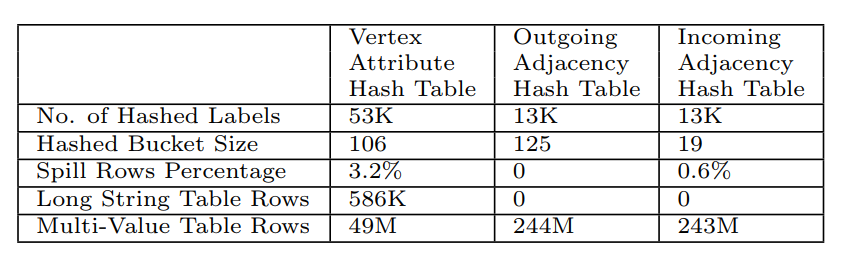 Vertex Outgoing Incoming
Attribute Adjacency Adjacency
Hash Table Hash Table Hash Table
No. of Hashed Labels 53K 13K 13K
Hashed Bucket Size 106 125 19
Spill Rows Percentage 3.2% 0 0.6%
Long String Table Rows 586K 0 0
Multi-Value Table Rows 49M 244M 243M